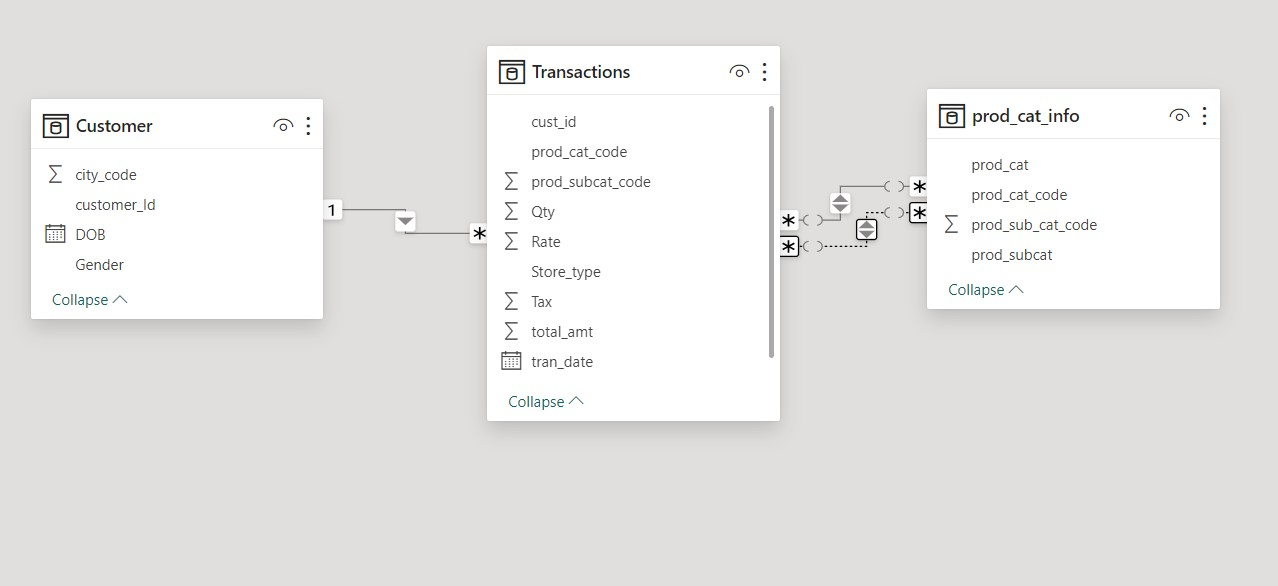 Customer
city_code
customer_Id
DOB
Gender
Collapse
1
*
Transactions
cust_id
prod_cat_code
prod_subcat_code
Qty
Rate
Store_type
Tax
total_amt
tran_date
Collapse
*
*
*
*
prod_cat_info
prod_cat
prod_cat_code
prod_sub_cat_code
prod_subcat
Collapse